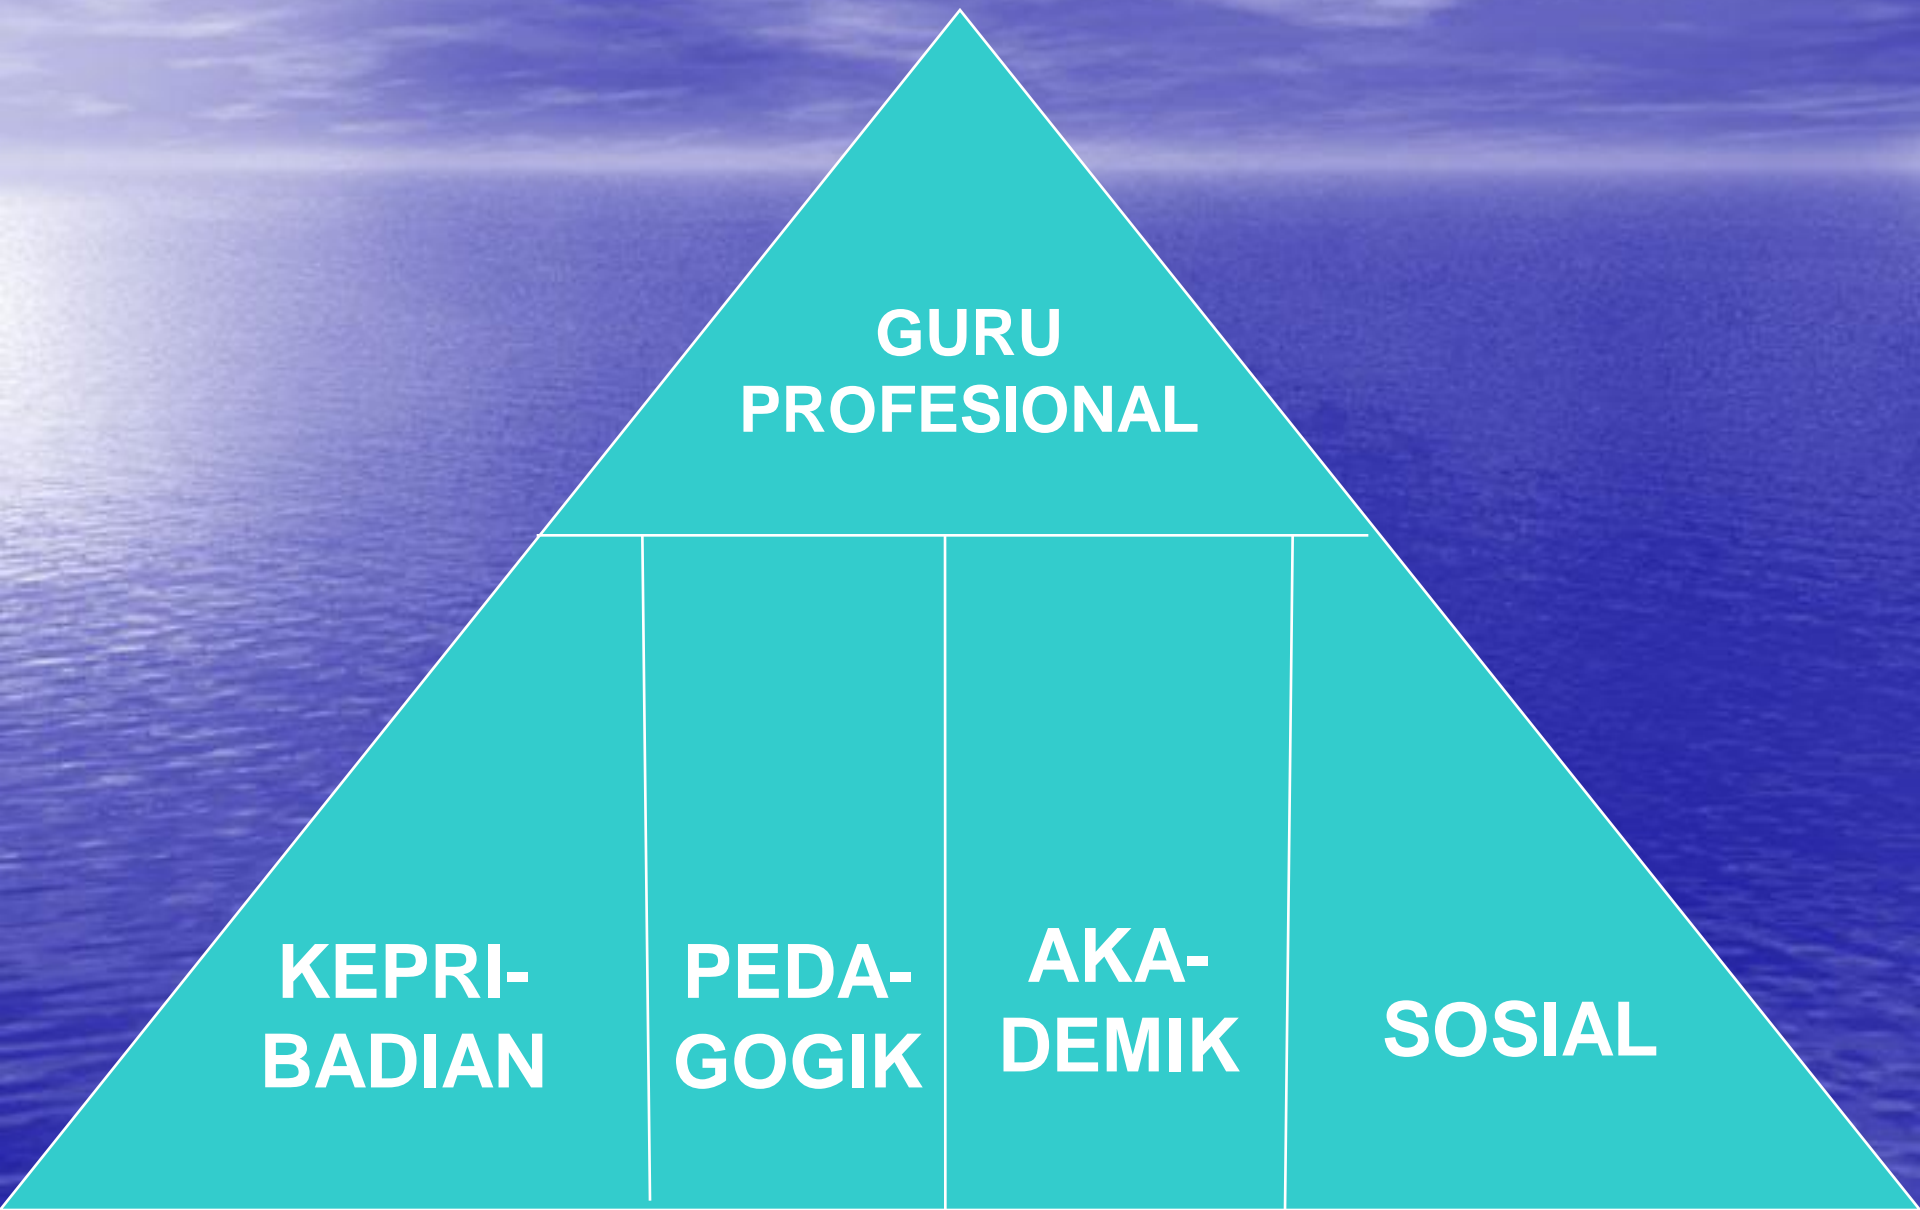 GURU
PROFESIONAL
KEPRI-
BADIAN
PEDA-
GOGIK
AKA-
DEMIK
SOSIAL